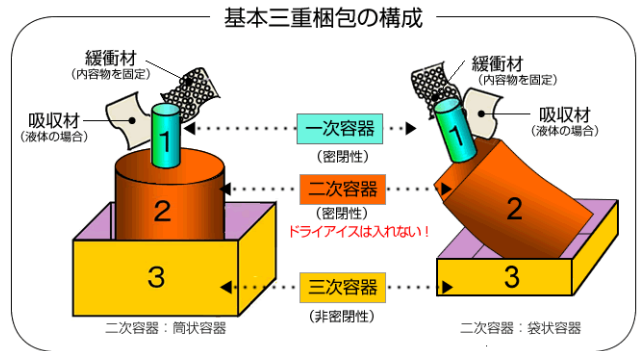 基本三重梱包の構成
緩衝材
(内容物を固定)
吸収材
(液体の場合)
1
2
3
一次容器
(密閉性)
二次容器
(密閉性)
ドライアイスは入れない！
三次容器
(非密閉性)
緩衝材
(内容物を固定)
吸収材
(液体の場合)
1
2
3
二次容器：筒状容器
二次容器：袋状容器